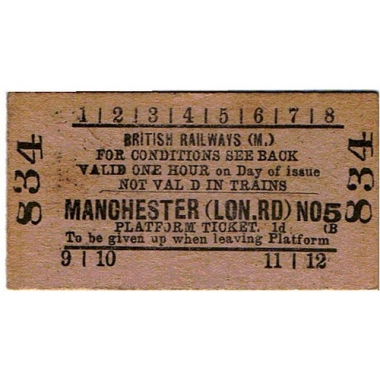 1|2|3|4|5|6|7|8
BRITISH RAILWAYS (M.)
FOR CONDITIONS SEE BACK
VALID ONE HOUR on Day of issue
NOT VAL D IN TRAINS
MANCHESTER (LON.RD) NO5
PLATFORM TICKET. 1d. (B
To be given up when leaving Platform
9 | 10 11 | 12
834
834